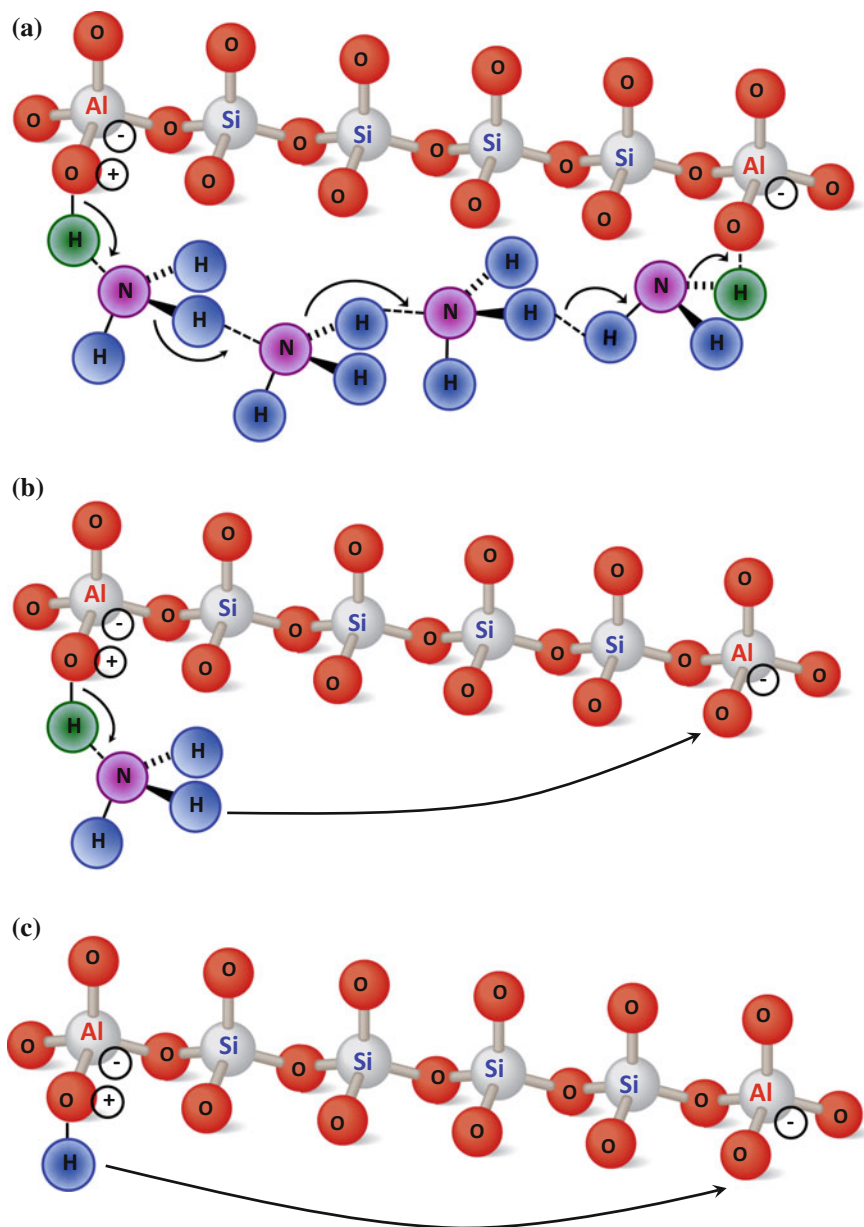 (a)
O O O O O O
O Al O Si O Si O Si O Si O Al O
- -
O + O O O O O
H H H
N H N H N H N H
H N H H H
H H
H
(b)
O O O O O O
O Al O Si O Si O Si O Si O Al O
- -
O + O O O O O
H H
N H
H
(c)
O O O O O O
O Al O Si O Si O Si O Si O Al O
- -
O + O O O O O
H